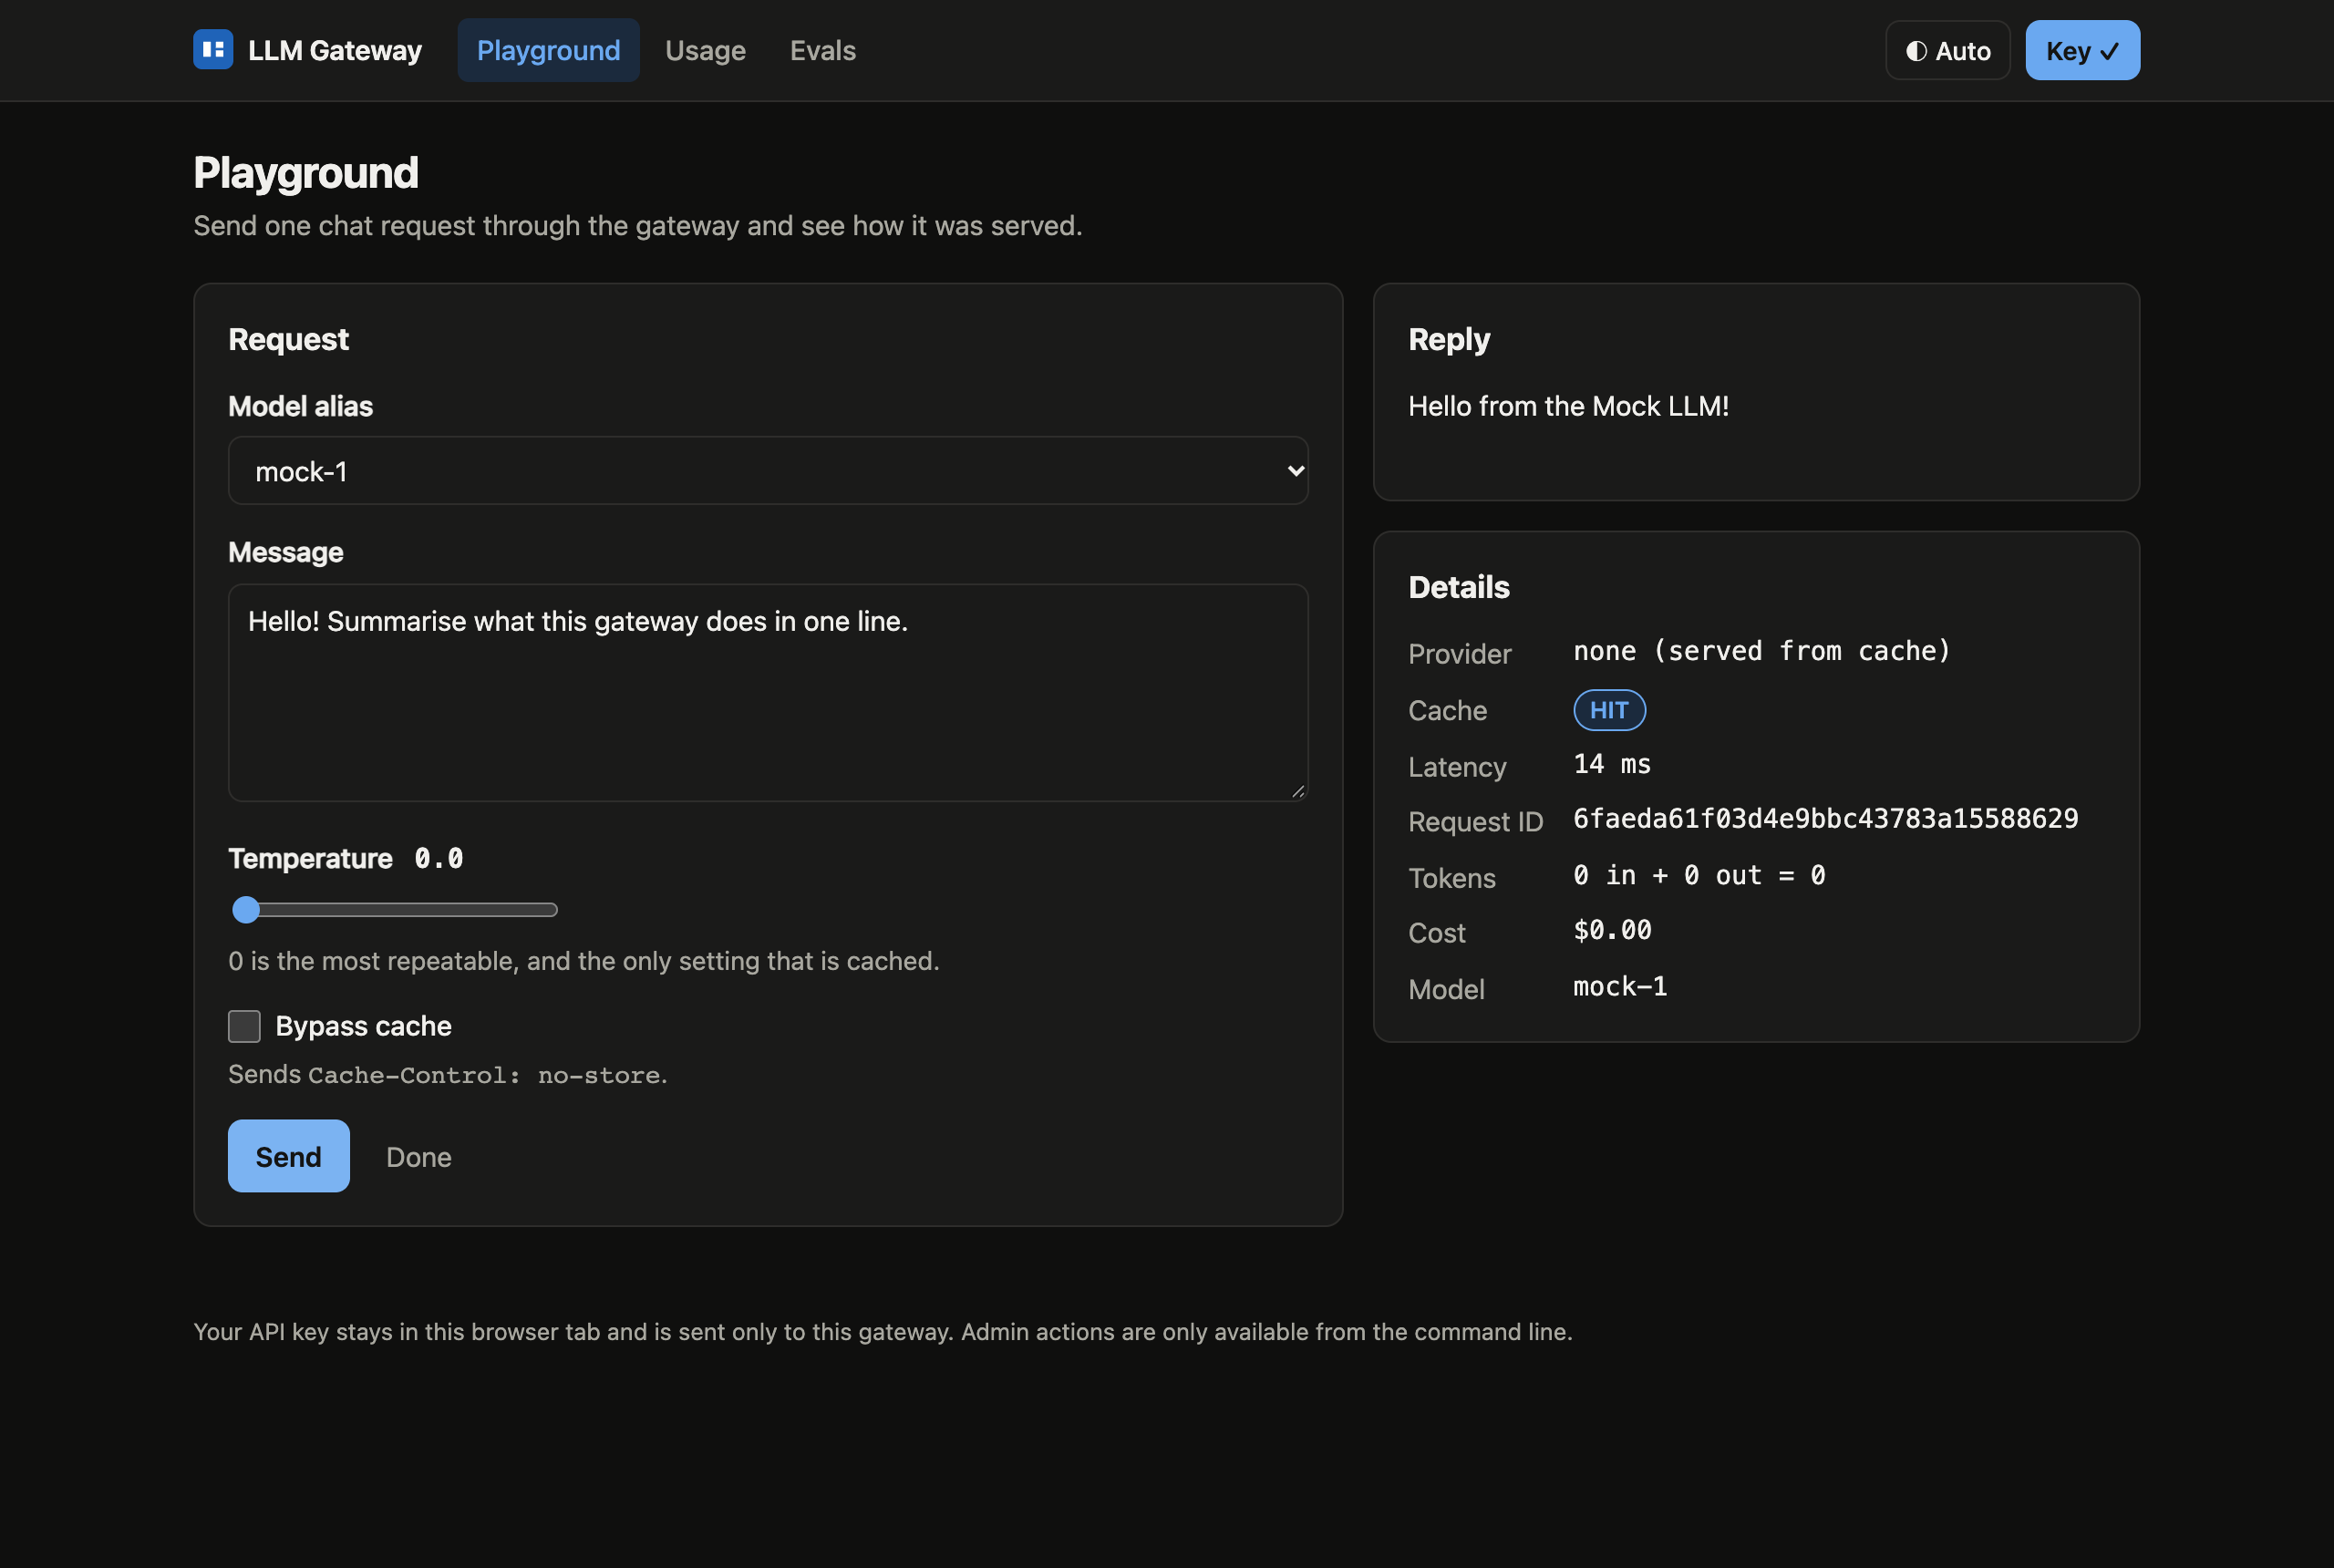 LLM Gateway
Playground
Usage
Evals
Auto
Key ✓
Playground
Send one chat request through the gateway and see how it was served.
Request
Model alias
mock-1
Message
Hello! Summarise what this gateway does in one line.
Temperature 0.0
0 is the most repeatable, and the only setting that is cached.
Bypass cache
Sends Cache-Control: no-store.
Send
Done
Reply
Hello from the Mock LLM!
Details
Provider none (served from cache)
Cache HIT
Latency 14 ms
Request ID 6faeda61f03d4e9bbc43783a15588629
Tokens 0 in + 0 out = 0
Cost $0.00
Model mock-1
Your API key stays in this browser tab and is sent only to this gateway. Admin actions are only available from the command line.